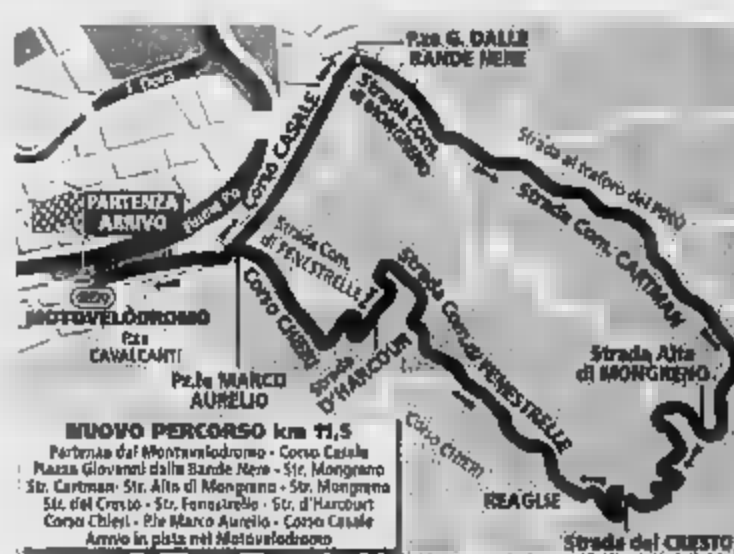 P.za G. DALLE
BANDE NERE
F. Dora
Corso CASALE
Strada Com.
di MONGRENO
Strada al traforo del PINO
Strada Com. CARTMAN
PARTENZA
ARRIVO
Fiume Po
Strada Com.
di FENESTRELLE
Corso CHIERI
Strada Com. di FENESTRELLE
MOTOVELÒDROMO
P.za
CAVALCANTI
P.le MARCO
AURELIO
Strada
D'HARCOUR
Strada Alta
di MONGRENO
Corso CHIERI
REAGLIE
Strada del CRESTO
NUOVO PERCORSO km 11,5
Partenza dal Motovelodromo - Corso Casale
Piazza Giovanni dalle Bande Nere - Str. Mongreno
Str. Cartman - Str. Alta di Mongreno - Str. Mongreno
Str. del Cresto - Str. Fenestrelle - Str. d'Harcourt
Corso Chieri - P.le Marco Aurelio - Corso Casale
Arrivo in pista nel Motovelodromo